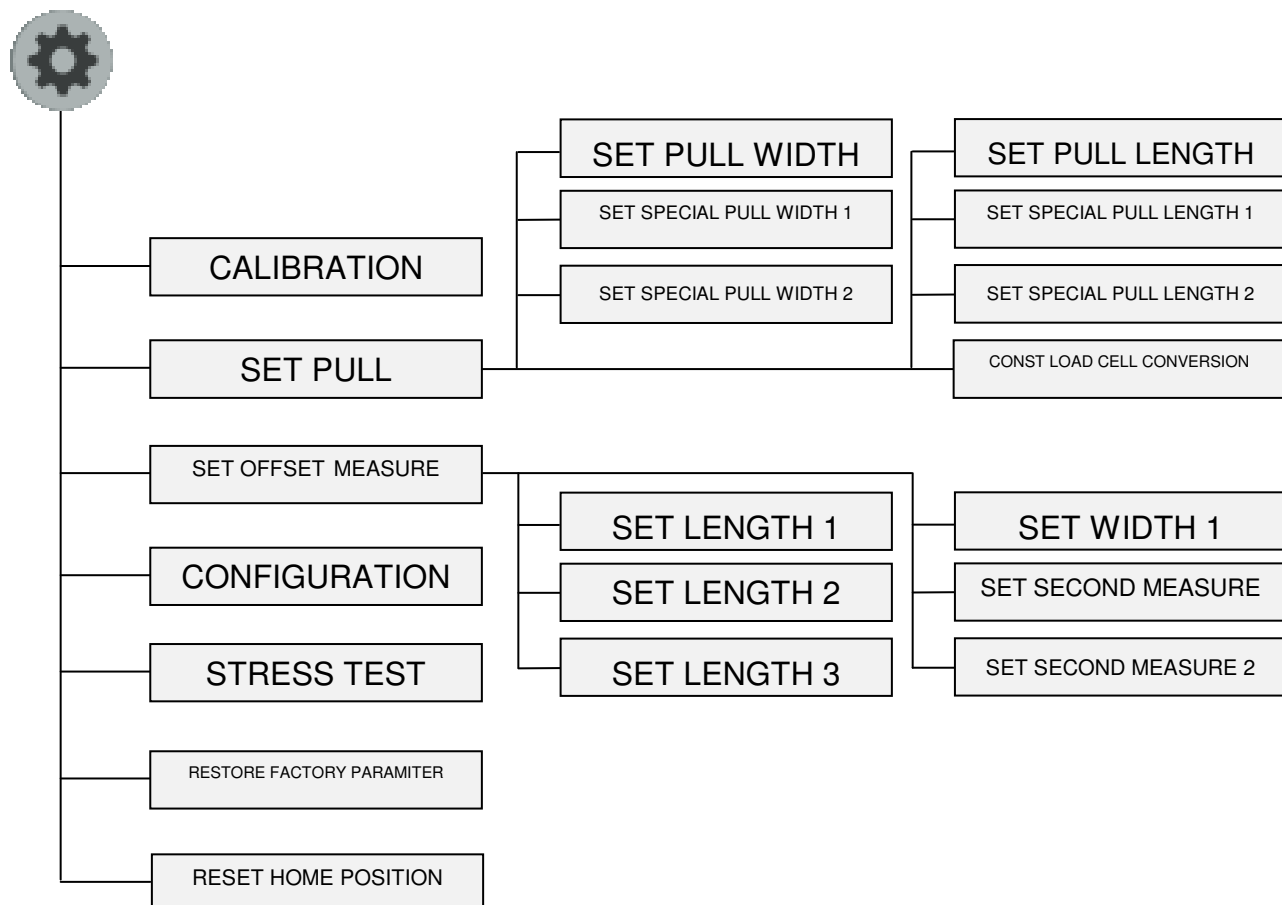 SET PULL WIDTH
SET PULL LENGTH
SET SPECIAL PULL WIDTH 1
SET SPECIAL PULL LENGTH 1
CALIBRATION
SET SPECIAL PULL WIDTH 2
SET SPECIAL PULL LENGTH 2
SET PULL
CONST LOAD CELL CONVERSION
SET OFFSET MEASURE
SET LENGTH 1
SET WIDTH 1
CONFIGURATION
SET LENGTH 2
SET SECOND MEASURE
STRESS TEST
SET LENGTH 3
SET SECOND MEASURE 2
RESTORE FACTORY PARAMITER
RESET HOME POSITION